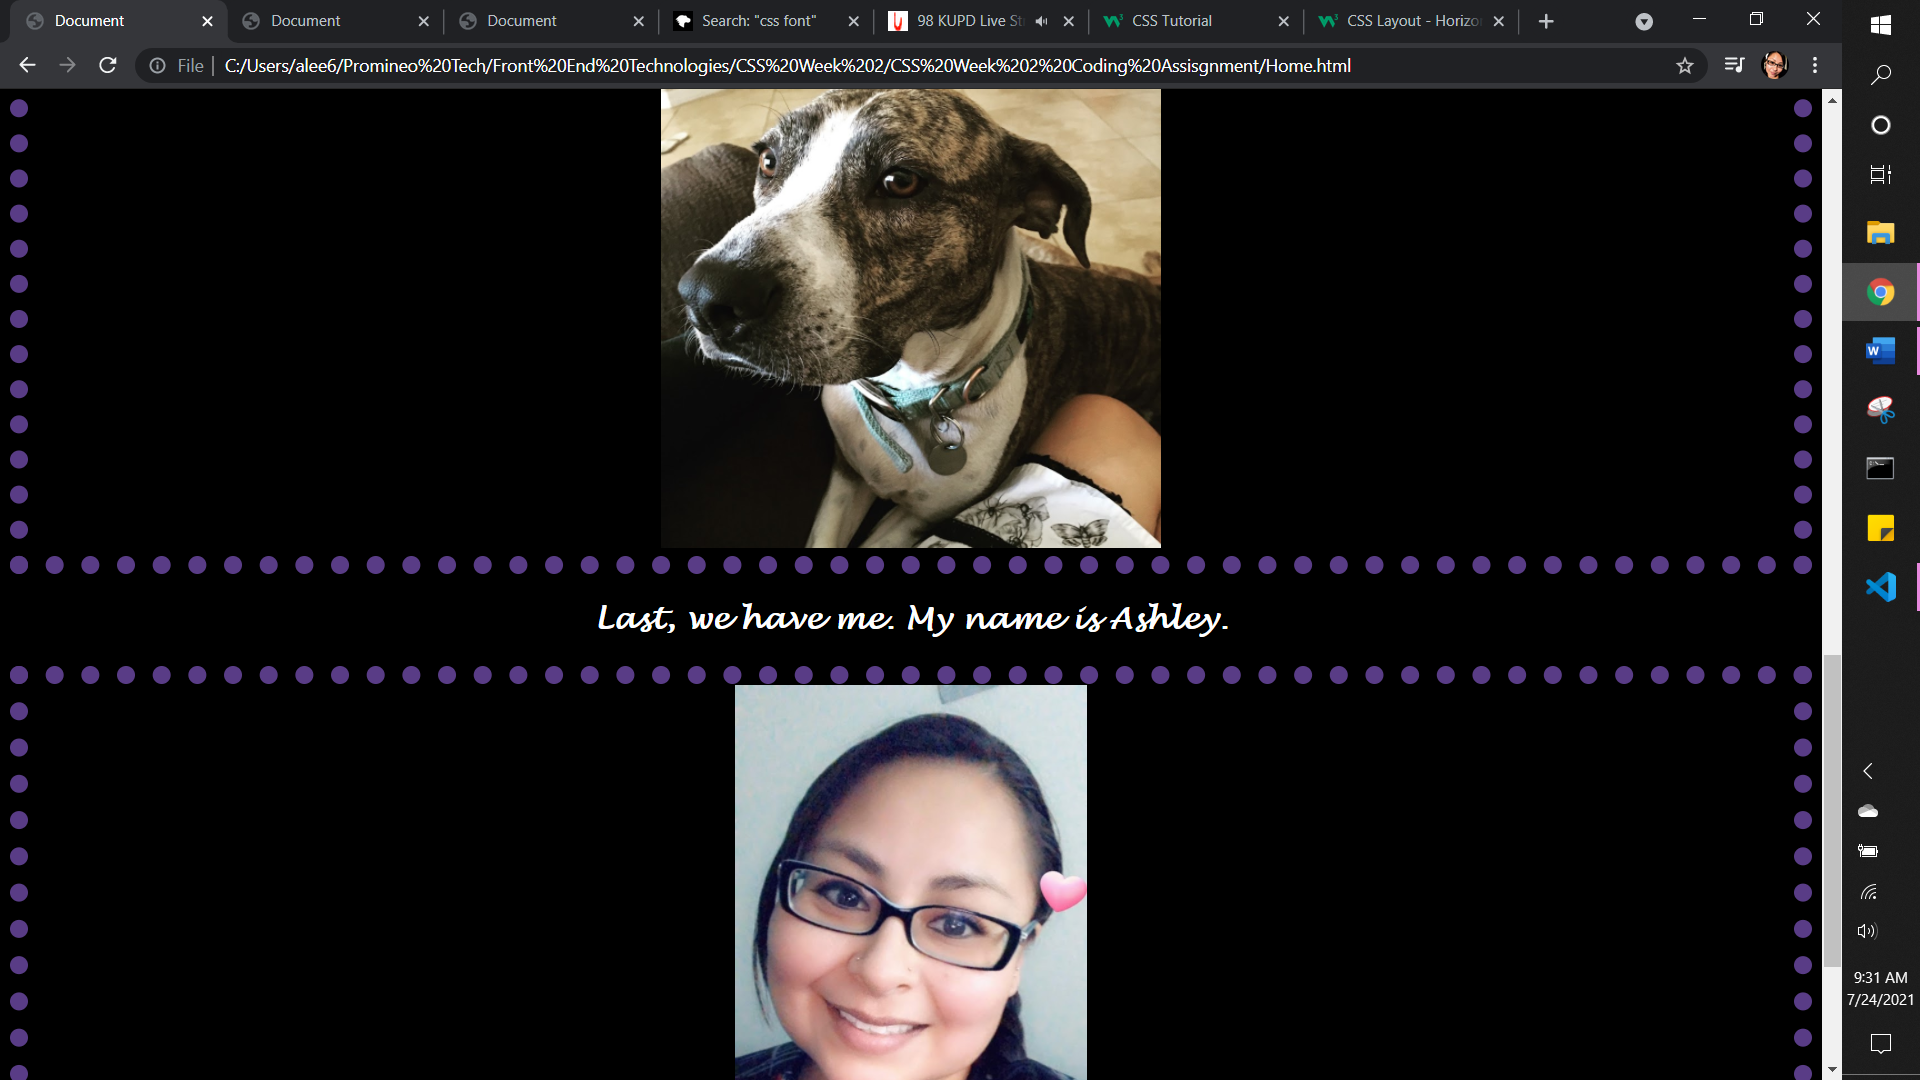 Document
Document
Document
Search: "css font"
98 KUPD Live St
CSS Tutorial
CSS Layout - Horizo
File
C:/Users/alee6/Promineo%20Tech/Front%20End%20Technologies/CSS%20Week%202/CSS%20Week%202%20Coding%20Assisgnment/Home.html
Last, we have me. My name is Ashley.
9:31 AM
7/24/2021